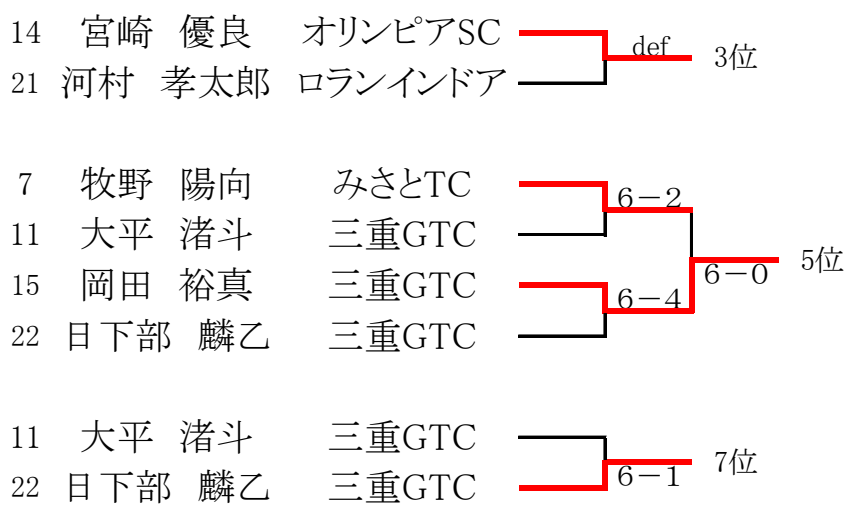 14 宮崎 優良 オリンピアSC def 3位
21 河村 孝太郎 ロランインドア
7 牧野 陽向 みさとTC 6－2
11 大平 渚斗 三重GTC
6－0 5位
15 岡田 裕真 三重GTC 6－4
22 日下部 麟乙 三重GTC
11 大平 渚斗 三重GTC
6－1 7位
22 日下部 麟乙 三重GTC